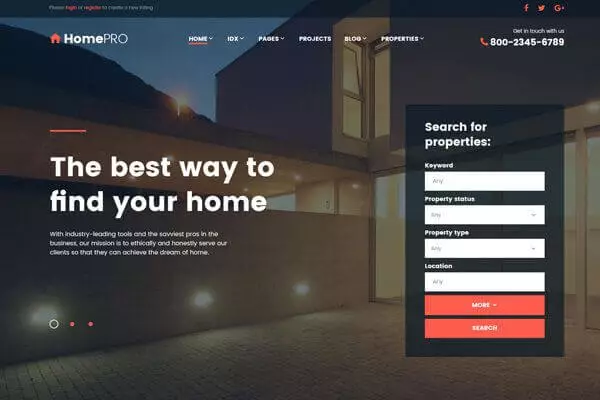 Please login or register to create a new listing
HomePRO
HOME
IDX
PAGES
PROJECTS
BLOG
PROPERTIES
Get in touch with us
800-2345-6789
The best way to
find your home
With industry-leading tools and the savviest pros in the
business, our mission is to ethically and honestly serve our
clients so that they can achieve the dream of home.
Search for
properties:
Keyword
Any
Property status
Any
Property type
Any
Location
Any
MORE
SEARCH